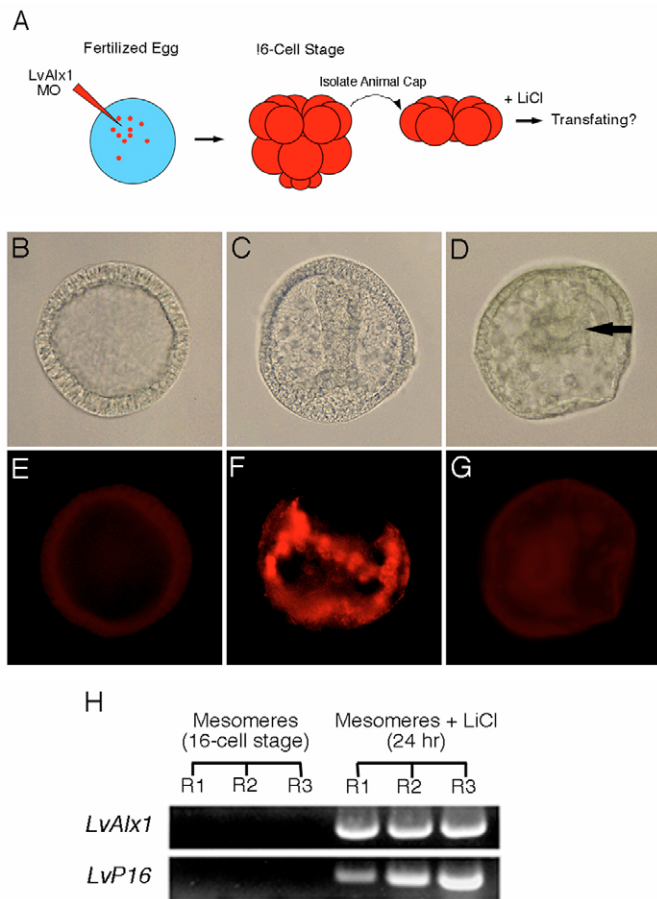 A
Fertilized Egg
!6-Cell Stage
LvAlx1
MO
Isolate Animal Cap
+ LiCl
Transfating?
B
C
D
E
F
G
H
Mesomeres
(16-cell stage)
Mesomeres + LiCl
(24 hr)
R1 R2 R3 R1 R2 R3
LvAlx1
LvP16